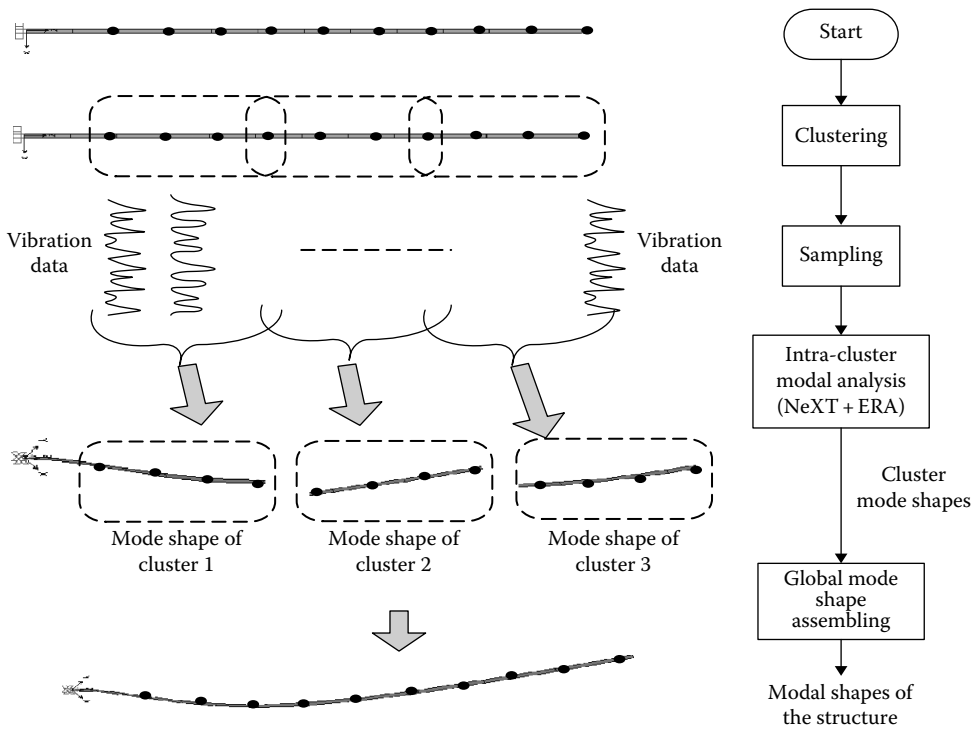 Start
Clustering
Vibration
data
Vibration
data
Sampling
Intra-cluster
modal analysis
(NeXT + ERA)
Cluster
mode shapes
Mode shape of
cluster 1
Mode shape of
cluster 2
Mode shape of
cluster 3
Global mode
shape
assembling
Modal shapes of
the structure